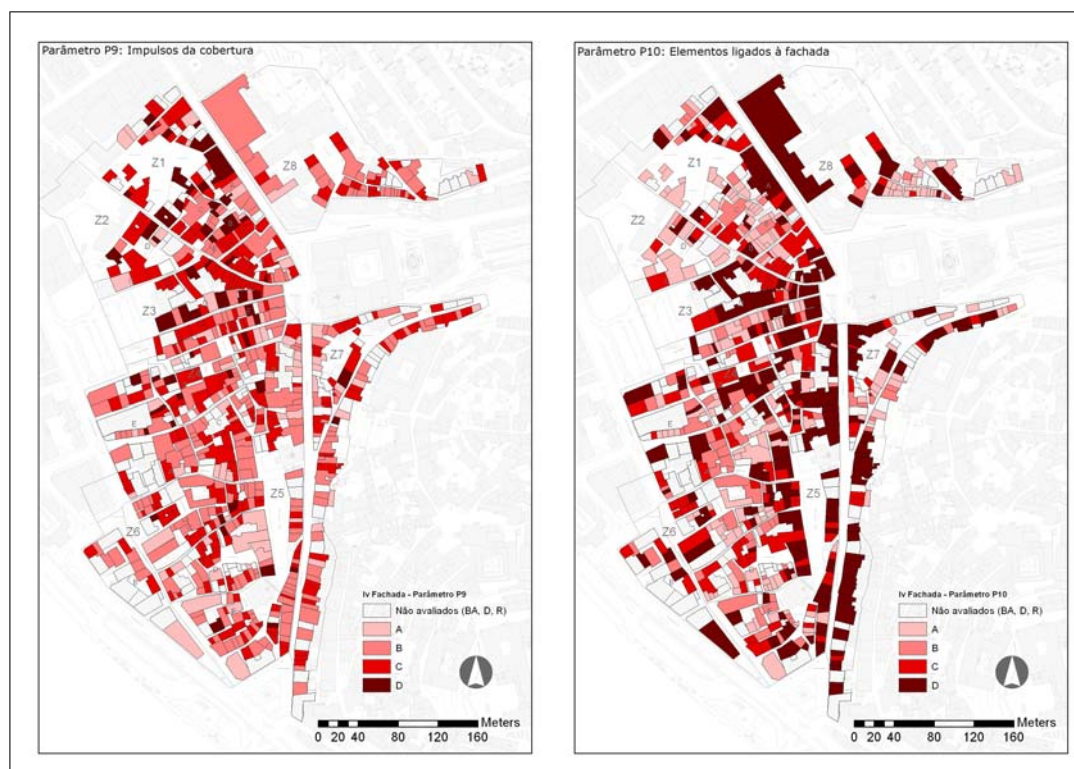 Parâmetro P9: Impulsos da cobertura
Z1
Z8
Z2
D
Z3
Z7
E
C
Z5
Z6
Iv Fachada - Parâmetro P9
Não avaliados (BA, D, R)
A
B
C
D
Meters
0 20 40 80 120 160
Parâmetro P10: Elementos ligados à fachada
Z1
Z8
Z2
D
Z3
Z7
E
C
Z5
Z6
Iv Fachada - Parâmetro P10
Não avaliados (BA, D, R)
A
B
C
D
Meters
0 20 40 80 120 160